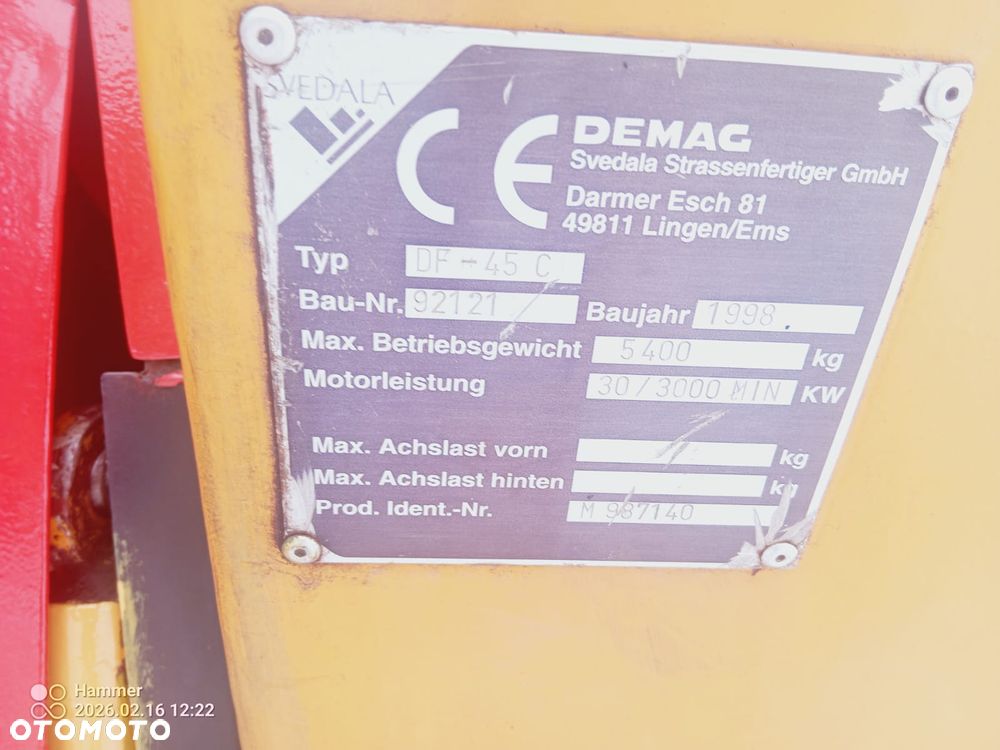 SVEDALA
CE DEMAG
Svedala Strassenfertiger GmbH
Darmer Esch 81
49811 Lingen/Ems
Typ DF-45 C
Bau-Nr. 92121 Baujahr 1998
Max. Betriebsgewicht 5400 kg
Motorleistung 30/3000 MIN KW
Max. Achslast vorn kg
Max. Achslast hinten kg
Prod. Ident.-Nr. M 987140
Hammer
2026.02.16 12:22
OTOMOTO